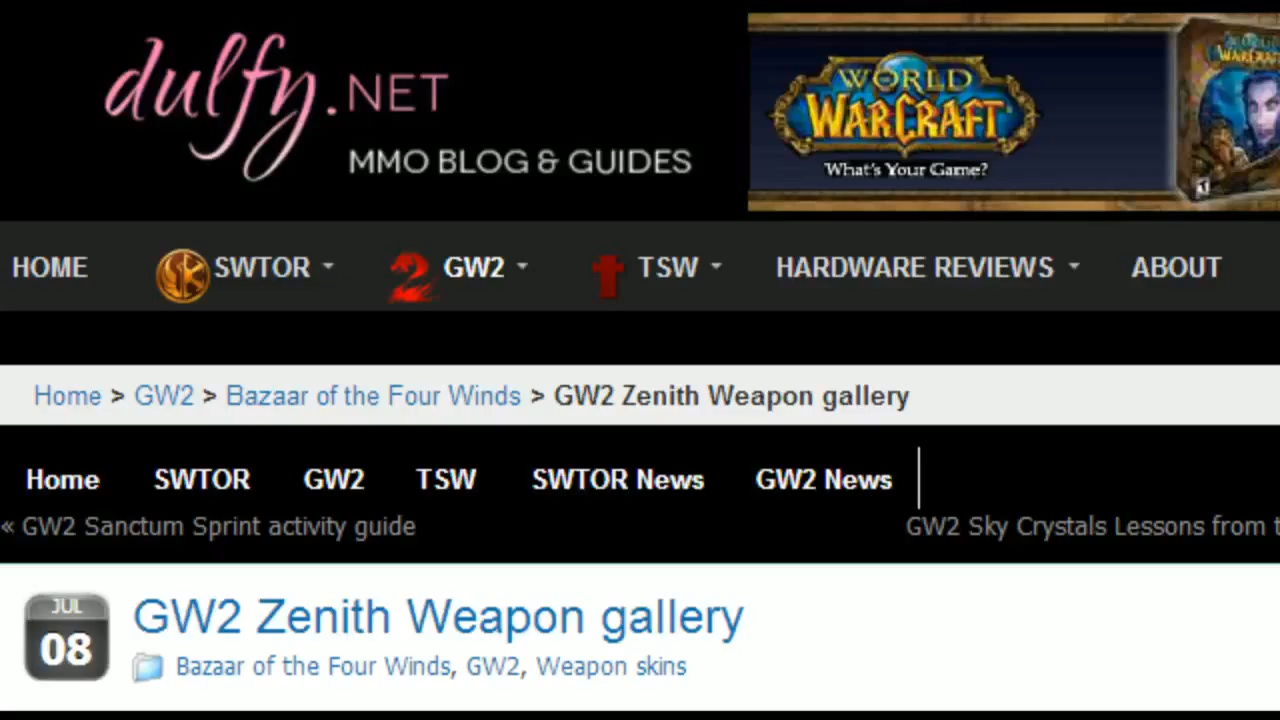 dulfy.NET
MMO BLOG & GUIDES
WORLD
WARCRAFT
What's Your Game?
WARCRAFT
HOME SWTOR GW2 TSW HARDWARE REVIEWS ABOUT
Home > GW2 > Bazaar of the Four Winds > GW2 Zenith Weapon gallery
Home SWTOR GW2 TSW SWTOR News GW2 News
« GW2 Sanctum Sprint activity guide
GW2 Sky Crystals Lessons from t
JUL
08
GW2 Zenith Weapon gallery
Bazaar of the Four Winds, GW2, Weapon skins